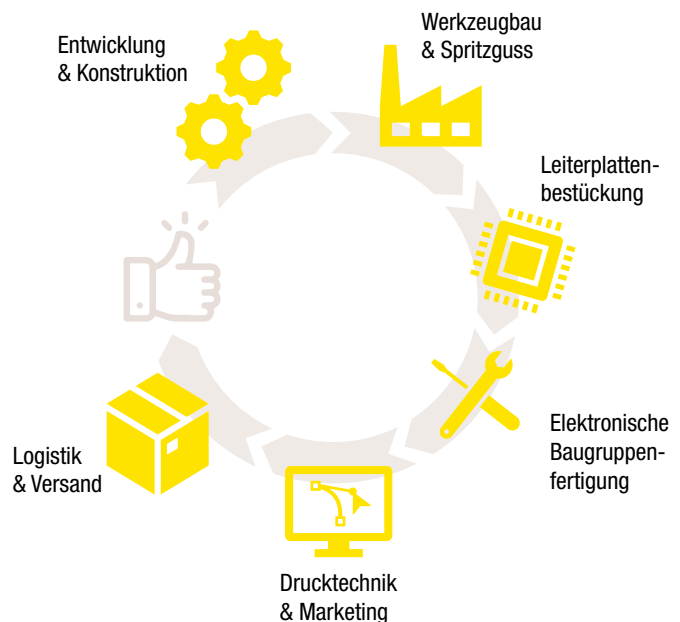 Entwicklung
& Konstruktion
Werkzeugbau
& Spritzguss
Leiterplatten-
bestückung
Elektronische
Baugruppen-
fertigung
Drucktechnik
& Marketing
Logistik
& Versand